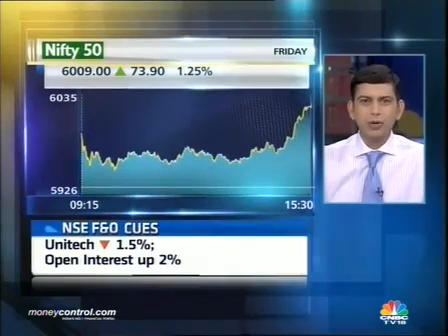 Nifty 50
FRIDAY
6009.00 ▲ 73.90 1.25%
6035
5926
09:15
15:30
NSE F&O CUES
Unitech ▼ 1.5%;
Open Interest up 2%
moneycontrol.com
CNBC
TV18